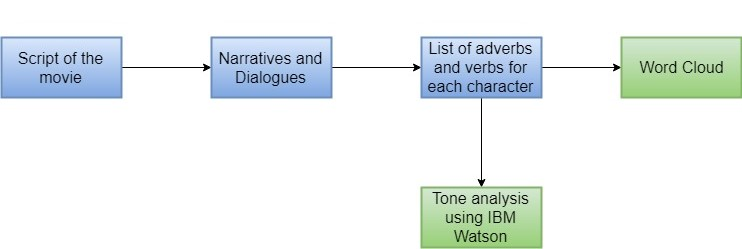 Script of the
movie
Narratives and
Dialogues
List of adverbs
and verbs for
each character
Word Cloud
Tone analysis
using IBM
Watson